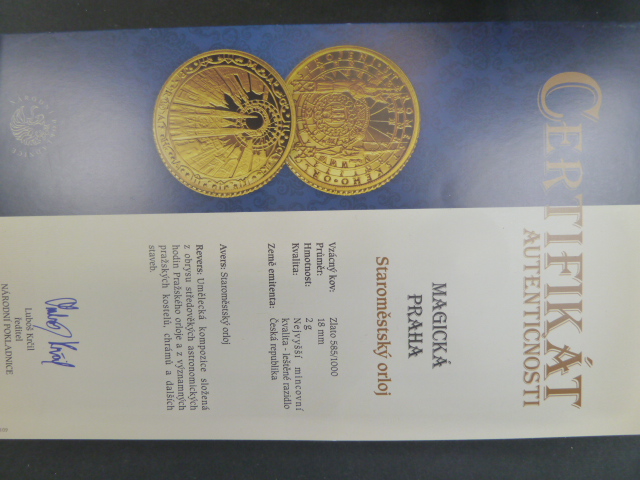 CERTIFIKÁT
AUTENTIČNOSTI
MAGICKÁ
PRAHA
Staroměstský orloj
Vzácný kov: Zlato 585/1000
Průměr: 18 mm
Hmotnost: 2 g
Kvalita: Nejvyšší mincovní
kvalita - leštěné razidlo
Země emitenta: Česká republika
Avers: Staroměstský orloj
Revers: Umělecká kompozice složená
z obrysu středověkých astronomických
hodin Pražského orloje a z významných
pražských kostelů, chrámů a dalších
staveb.
Luboš Kečil
ředitel
NÁRODNÍ POKLADNICE